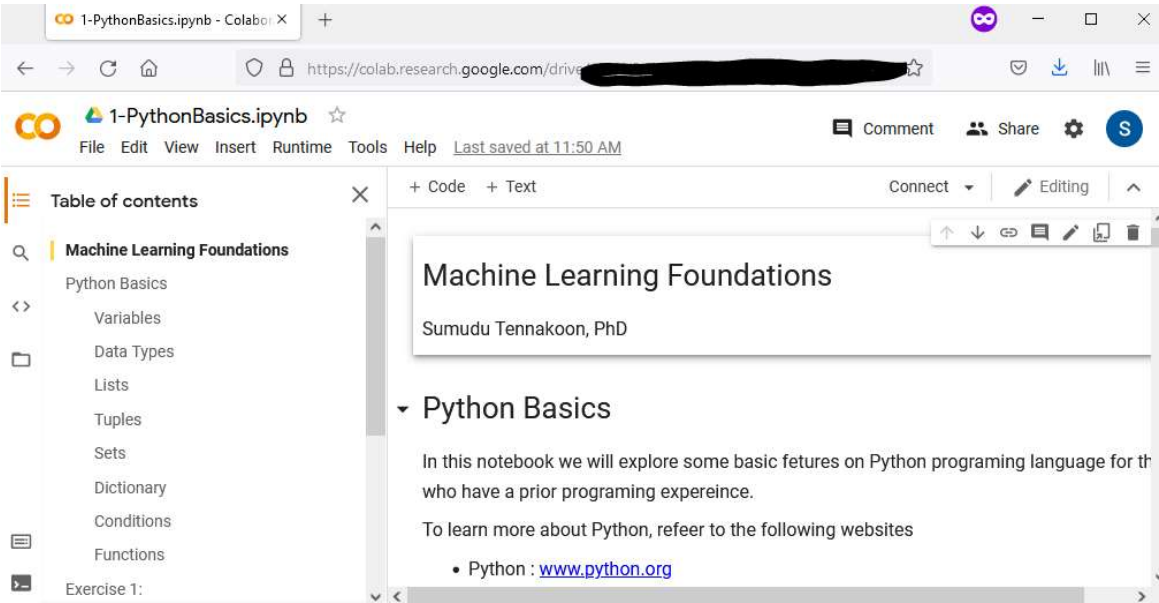 1-PythonBasics.ipynb - Colabor
https://colab.research.google.com/drive
1-PythonBasics.ipynb
Comment Share S
File Edit View Insert Runtime Tools Help Last saved at 11:50 AM
Table of contents
+ Code + Text Connect Editing
Machine Learning Foundations
Python Basics
Variables
Data Types
Lists
Tuples
Sets
Dictionary
Conditions
Functions
Exercise 1:
Machine Learning Foundations
Sumudu Tennakoon, PhD
Python Basics
In this notebook we will explore some basic fetures on Python programing language for th
who have a prior programing expereince.
To learn more about Python, refeer to the following websites
• Python : www.python.org